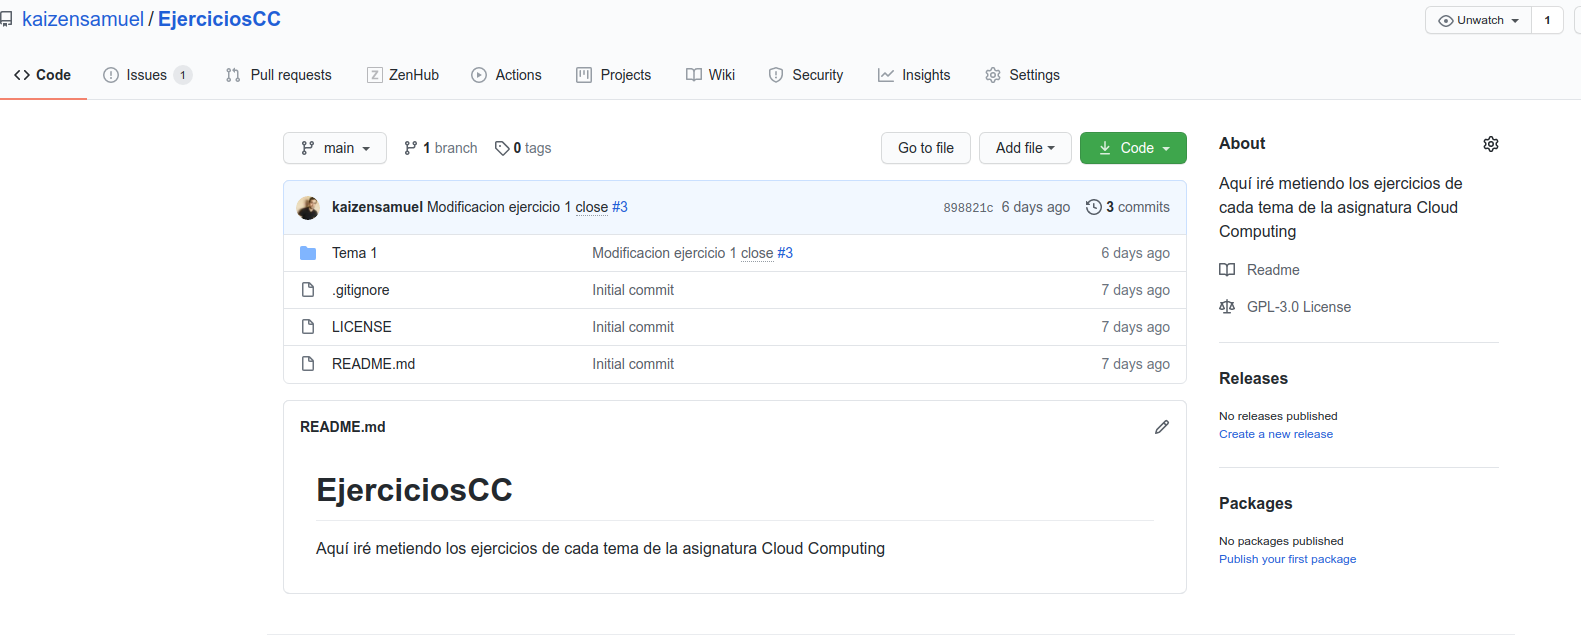 kaizensamuel / EjerciciosCC
Unwatch 1
Code Issues 1 Pull requests ZenHub Actions Projects Wiki Security Insights Settings
main 1 branch 0 tags Go to file Add file Code
kaizensamuel Modificacion ejercicio 1 close #3 898821c 6 days ago 3 commits
Tema 1 Modificacion ejercicio 1 close #3 6 days ago
.gitignore Initial commit 7 days ago
LICENSE Initial commit 7 days ago
README.md Initial commit 7 days ago
README.md
EjerciciosCC
Aquí iré metiendo los ejercicios de cada tema de la asignatura Cloud Computing
About
Aquí iré metiendo los ejercicios de
cada tema de la asignatura Cloud
Computing
Readme
GPL-3.0 License
Releases
No releases published
Create a new release
Packages
No packages published
Publish your first package